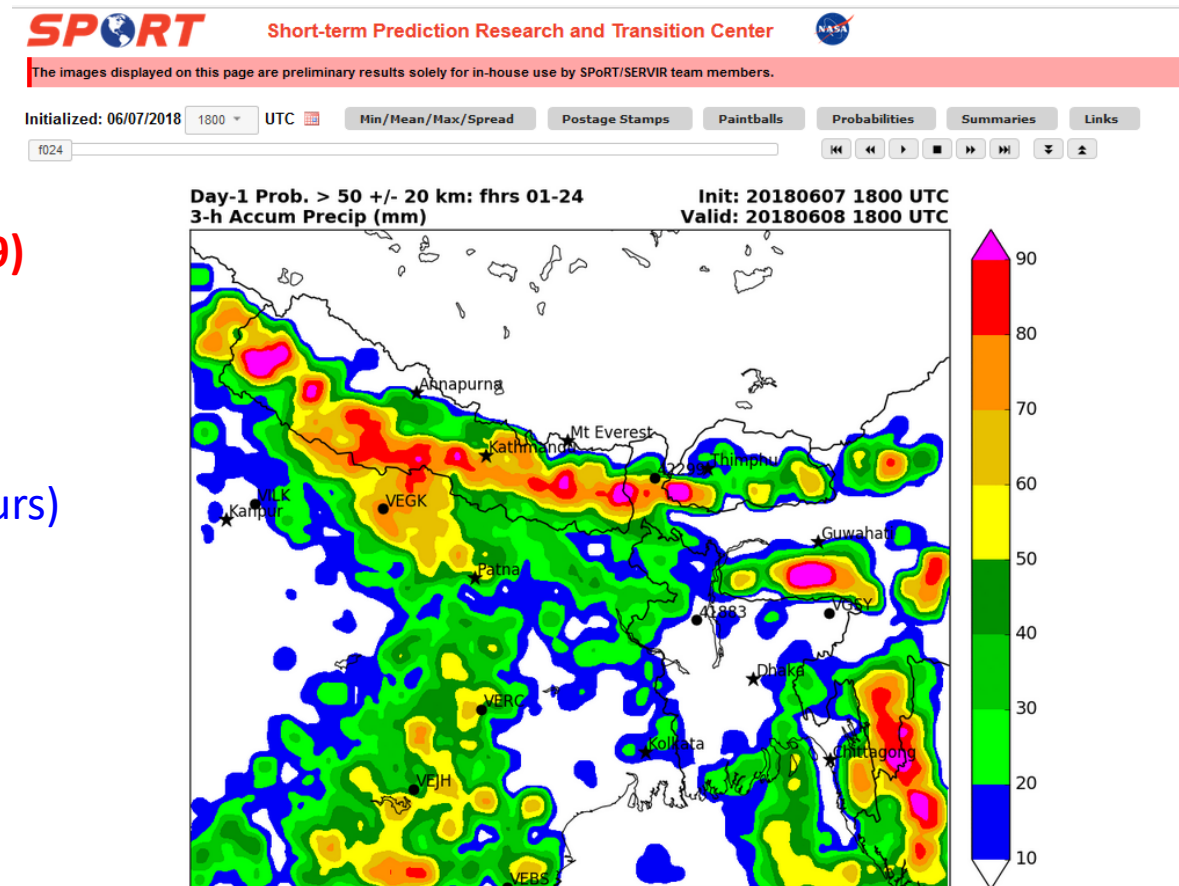 SPORT
Short-term Prediction Research and Transition Center
NASA
The images displayed on this page are preliminary results solely for in-house use by SPoRT/SERVIR team members.
Initialized: 06/07/2018 1800 UTC Min/Mean/Max/Spread Postage Stamps Paintballs Probabilities Summaries Links
f024
Day-1 Prob. > 50 +/- 20 km: fhrs 01-24 Init: 20180607 1800 UTC
3-h Accum Precip (mm) Valid: 20180608 1800 UTC
9)
urs)
Annapurna
Mt Everest
Kathmand
Thimphu
VILK
Kanpur
VEGK
Guwahat
Patna
41883
Dhaka
VERC
Kolkata
Chittagong
VEJH
VEBS
90
80
70
60
50
40
30
20
10